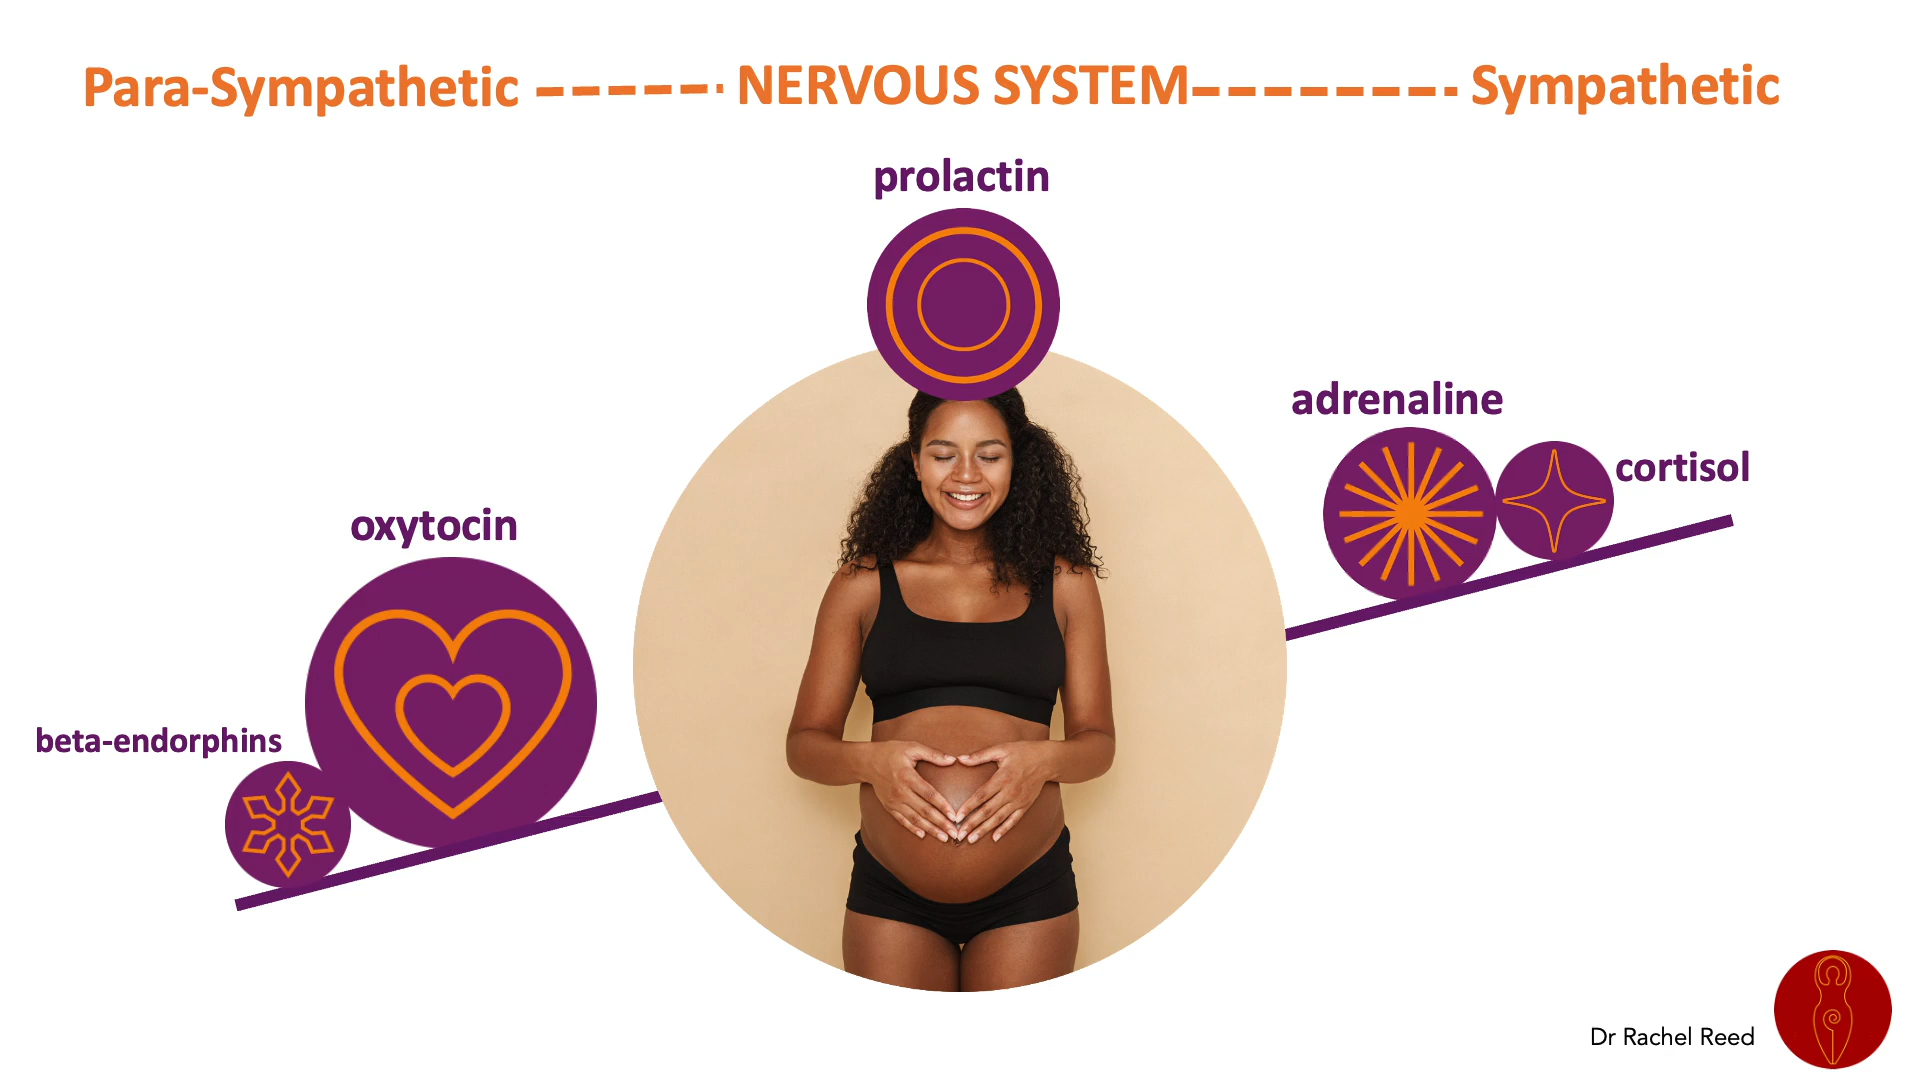 Para-Sympathetic NERVOUS SYSTEM Sympathetic
prolactin
adrenaline
cortisol
oxytocin
beta-endorphins
Dr Rachel Reed